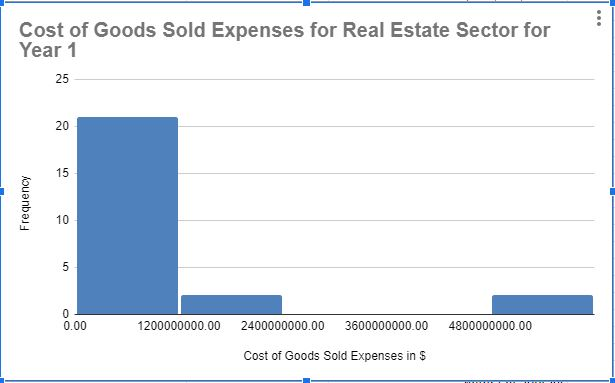 Cost of Goods Sold Expenses for Real Estate Sector for
Year 1
25
20
15
10
5
0
Frequency
0.00 1200000000.00 2400000000.00 3600000000.00 4800000000.00
Cost of Goods Sold Expenses in $